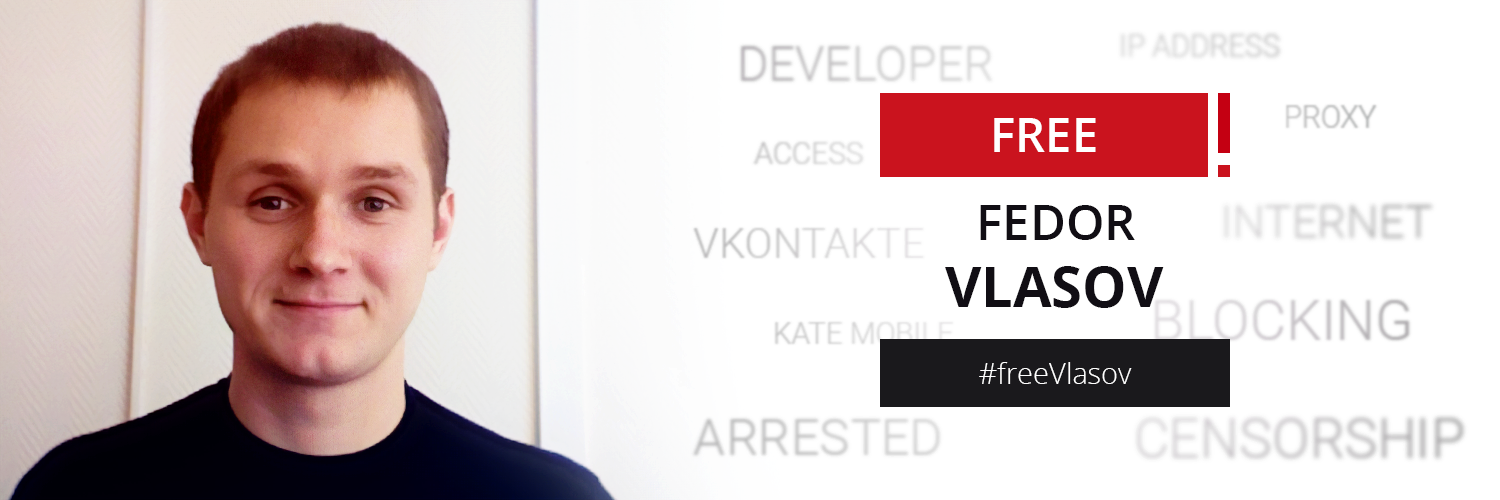 DEVELOPER
IP ADDRESS
FREE!
PROXY
ACCESS
FEDOR
INTERNET
VKONTAKTE
VLASOV
BLOCKING
KATE MOBILE
#freeVlasov
ARRESTED
CENSORSHIP